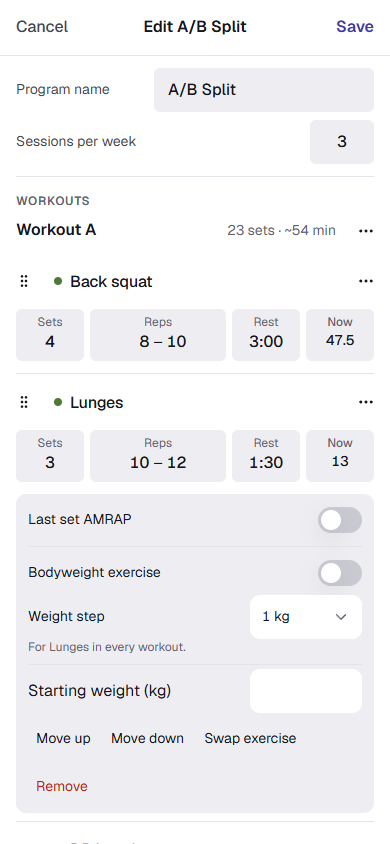 Cancel
Edit A/B Split
Save
Program name
A/B Split
Sessions per week
3
WORKOUTS
Workout A
23 sets · ~54 min
Back squat
Sets
Reps
Rest
Now
4
8 – 10
3:00
47.5
Lunges
Sets
Reps
Rest
Now
3
10 – 12
1:30
13
Last set AMRAP
Bodyweight exercise
Weight step
1 kg
For Lunges in every workout.
Starting weight (kg)
Move up
Move down
Swap exercise
Remove